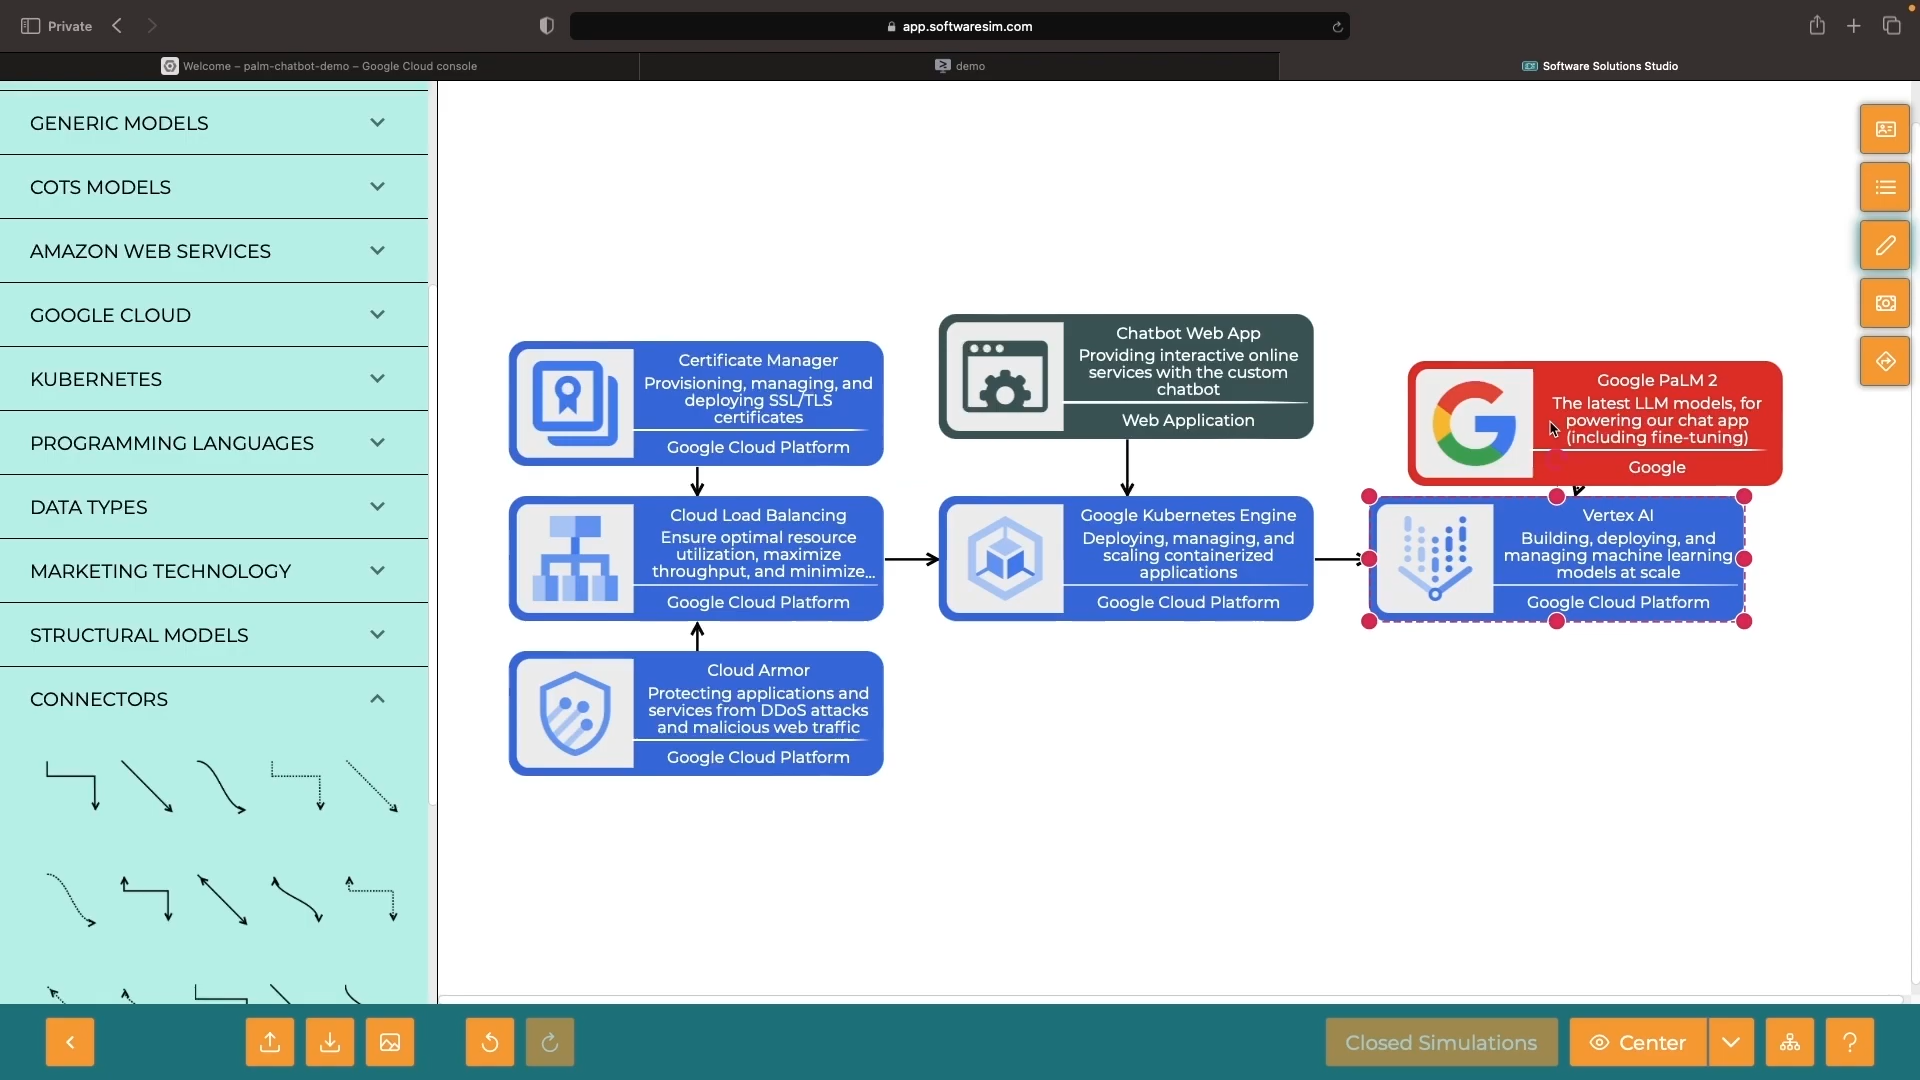 Private
app.softwaresim.com
Welcome – palm-chatbot-demo – Google Cloud console
demo
Software Solutions Studio
GENERIC MODELS
COTS MODELS
AMAZON WEB SERVICES
GOOGLE CLOUD
KUBERNETES
PROGRAMMING LANGUAGES
DATA TYPES
MARKETING TECHNOLOGY
STRUCTURAL MODELS
CONNECTORS
Certificate Manager
Provisioning, managing, and
deploying SSL/TLS
certificates
Google Cloud Platform
Cloud Load Balancing
Ensure optimal resource
utilization, maximize
throughput, and minimize...
Google Cloud Platform
Cloud Armor
Protecting applications and
services from DDoS attacks
and malicious web traffic
Google Cloud Platform
Chatbot Web App
Providing interactive online
services with the custom
chatbot
Web Application
Google Kubernetes Engine
Deploying, managing, and
scaling containerized
applications
Google Cloud Platform
Google PaLM 2
The latest LLM models, for
powering our chat app
(including fine-tuning)
Google
Vertex AI
Building, deploying, and
managing machine learning
models at scale
Google Cloud Platform
Closed Simulations
Center